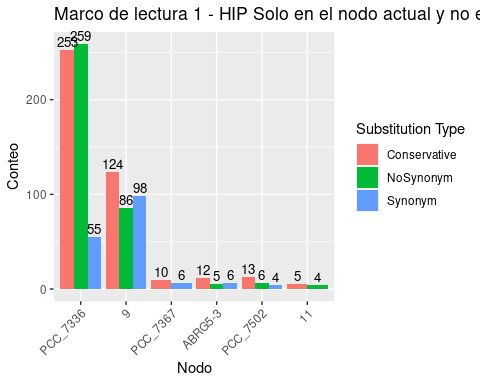 Marco de lectura 1 - HIP Solo en el nodo actual y no e
Conteo
200
100
0
253
259
55
124
86
98
10
6
12
5
6
13
6
4
5
4
PCC_7336
9
PCC_7367
ABRG5-3
PCC_7502
11
Nodo
Substitution Type
Conservative
NoSynonym
Synonym